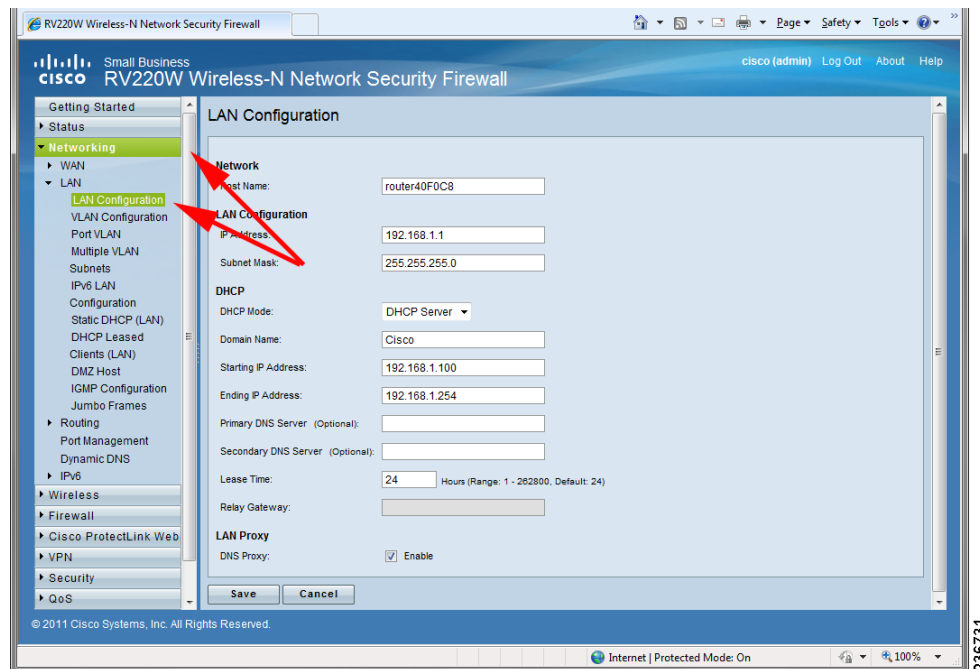 RV220W Wireless-N Network Security Firewall
Page Safety Tools
Small Business
CISCO RV220W Wireless-N Network Security Firewall
cisco (admin) Log Out About Help
Getting Started
Status
Networking
WAN
LAN
LAN Configuration
VLAN Configuration
Port VLAN
Multiple VLAN
Subnets
IPv6 LAN
Configuration
Static DHCP (LAN)
DHCP Leased
Clients (LAN)
DMZ Host
IGMP Configuration
Jumbo Frames
Routing
Port Management
Dynamic DNS
IPv6
Wireless
Firewall
Cisco ProtectLink Web
VPN
Security
QoS
LAN Configuration
Network
Host Name: router40F0C8
LAN Configuration
IP Address: 192.168.1.1
Subnet Mask: 255.255.255.0
DHCP
DHCP Mode: DHCP Server
Domain Name: Cisco
Starting IP Address: 192.168.1.100
Ending IP Address: 192.168.1.254
Primary DNS Server (Optional):
Secondary DNS Server (Optional):
Lease Time: 24 Hours (Range: 1 - 262800, Default: 24)
Relay Gateway:
LAN Proxy
DNS Proxy: Enable
Save Cancel
© 2011 Cisco Systems, Inc. All Rights Reserved.
Internet | Protected Mode: On
100%